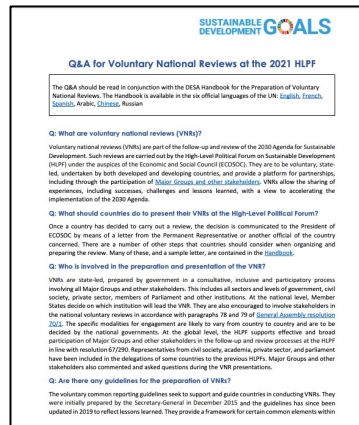 SUSTAINABLE
DEVELOPMENT GOALS
Q&A for Voluntary National Reviews at the 2021 HLPF
The Q&A should be read in conjunction with the DESA Handbook for the Preparation of Voluntary
National Reviews. The Handbook is available in the six official languages of the UN: English, French,
Spanish, Arabic, Chinese, Russian
Q: What are voluntary national reviews (VNRs)?
Voluntary national reviews (VNRs) are part of the follow-up and review of the 2030 Agenda for Sustainable
Development. Such reviews are carried out by the High-Level Political Forum on Sustainable Development
(HLPF) under the auspices of the Economic and Social Council (ECOSOC). They are to be voluntary, state-
led, undertaken by both developed and developing countries, and provide a platform for partnerships,
including through the participation of Major Groups and other stakeholders. VNRs allow the sharing of
experiences, including successes, challenges and lessons learned, with a view to accelerating the
implementation of the 2030 Agenda.
Q: What should countries do to present their VNRs at the High-Level Political Forum?
Once a country has decided to carry out a review, the decision is communicated to the President of
ECOSOC by means of a letter from the Permanent Representative or another official of the country
concerned. There are a number of other steps that countries should consider when organizing and
preparing the review. Many of these, and a sample letter, are contained in the Handbook.
Q: Who is involved in the preparation and presentation of the VNR?
VNRs are state-led, prepared by government in a consultative, inclusive and participatory process
involving all Major Groups and other stakeholders. This includes all sectors and levels of government, civil
society, private sector, members of Parliament and other institutions. At the national level, Member
States decide on which institution will lead the VNR. They are also encouraged to involve stakeholders in
the national voluntary reviews in accordance with paragraphs 78 and 79 of General Assembly resolution
70/1. The specific modalities for engagement are likely to vary from country to country and are to be
decided by the national governments. At the global level, the HLPF supports effective and broad
participation of Major Groups and other stakeholders in the follow-up and review processes at the HLPF
in line with resolution 67/290. Representatives from civil society, academia, private sector, and parliament
have been included in the delegations of some countries to the previous HLPFs. Major Groups and other
stakeholders also commented and asked questions during the VNR presentations.
Q: Are there any guidelines for the preparation of VNRs?
The voluntary common reporting guidelines seek to support and guide countries in conducting VNRs. They
were initially prepared by the Secretary-General in December 2015 and the guidelines has since been
updated in 2019 to reflect lessons learned. They provide a framework for certain common elements within